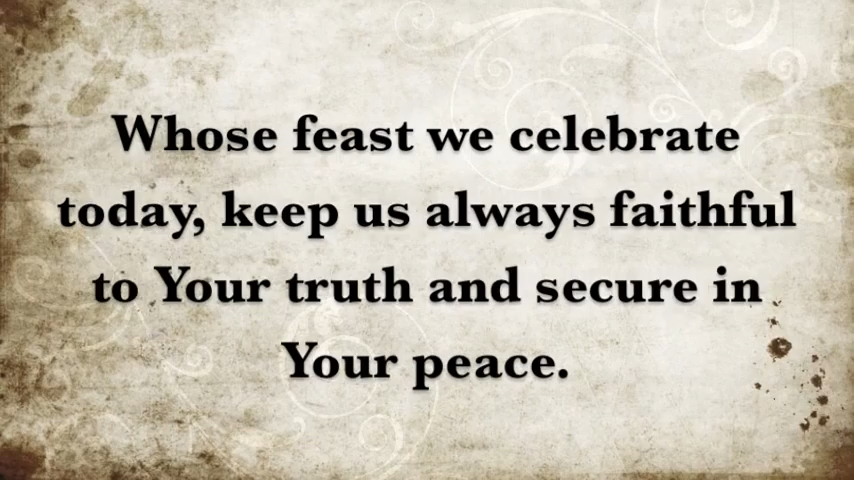 Whose feast we celebrate
today, keep us always faithful
to Your truth and secure in
Your peace.